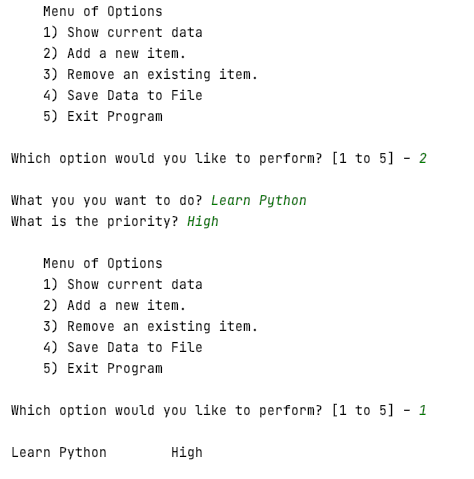 Menu of Options
1) Show current data
2) Add a new item.
3) Remove an existing item.
4) Save Data to File
5) Exit Program
Which option would you like to perform? [1 to 5] - 2
What you you want to do? Learn Python
What is the priority? High
Menu of Options
1) Show current data
2) Add a new item.
3) Remove an existing item.
4) Save Data to File
5) Exit Program
Which option would you like to perform? [1 to 5] - 1
Learn Python        High